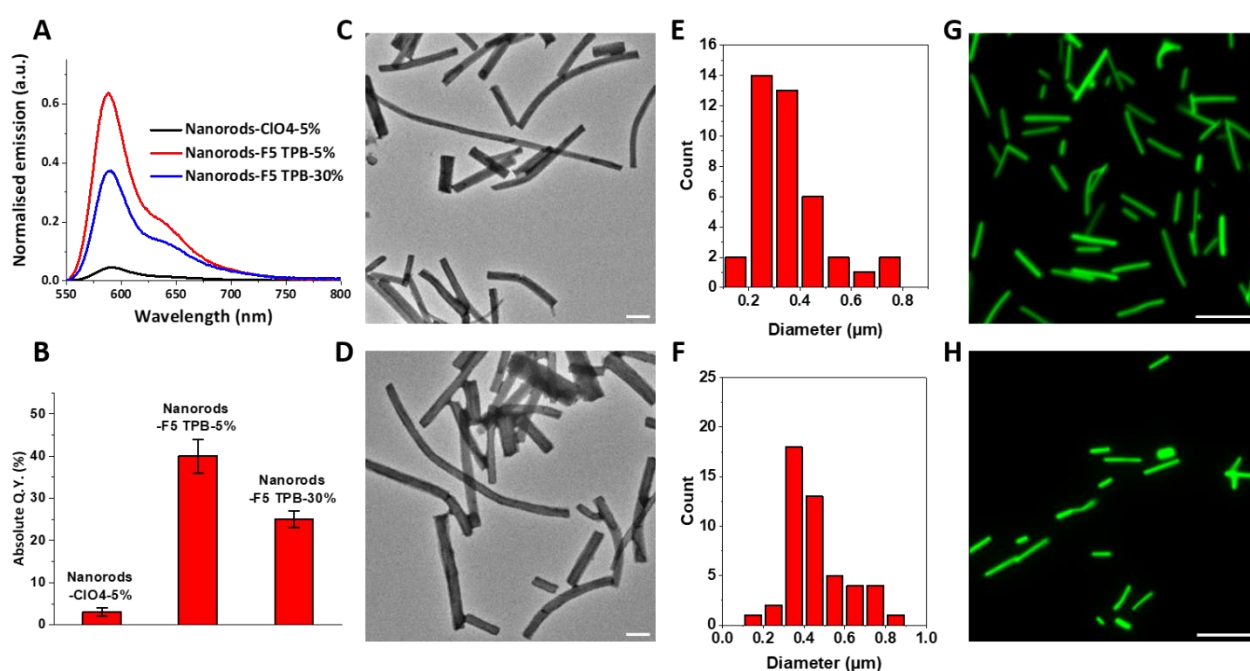 A
Normalised emission (a.u.)
0.6
0.4
0.2
0.0
550
600
650
700
750
800
Wavelength (nm)
Nanorods-ClO4-5%
Nanorods-F5 TPB-5%
Nanorods-F5 TPB-30%
B
Absolute Q.Y. (%)
50
40
30
20
10
0
Nanorods
-ClO4-5%
Nanorods
-F5 TPB-5%
Nanorods
-F5 TPB-30%
C
D
E
Count
16
14
12
10
8
6
4
2
0
0.2
0.4
0.6
0.8
Diameter (μm)
F
Count
25
20
15
10
5
0
0.0
0.2
0.4
0.6
0.8
1.0
Diameter (μm)
G
H